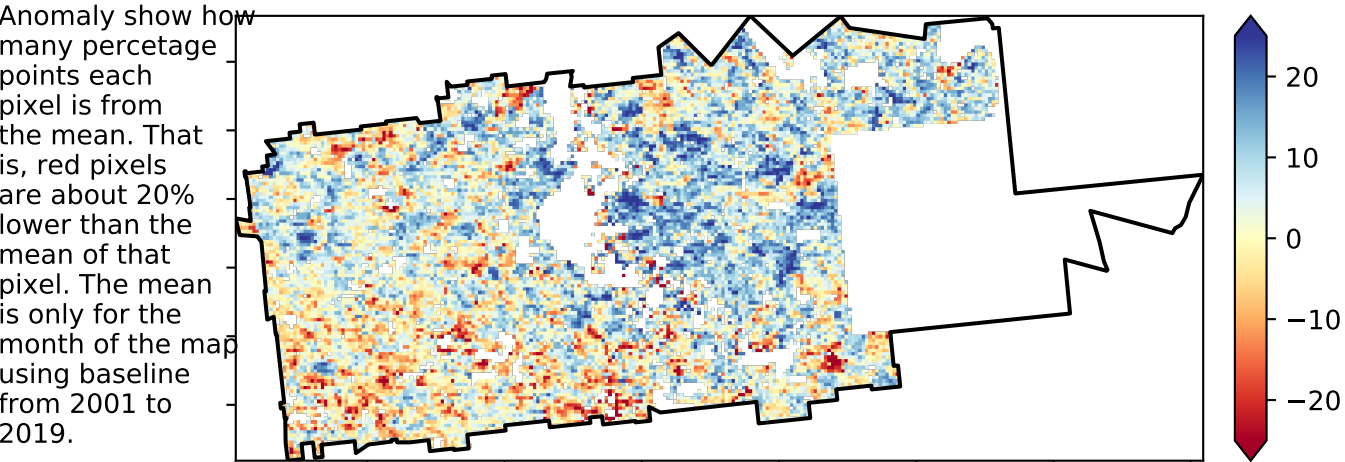 Anomaly show how
many percetage
points each
pixel is from
the mean. That
is, red pixels
are about 20%
lower than the
mean of that
pixel. The mean
is only for the
month of the map
using baseline
from 2001 to
2019.
20
10
0
−10
−20